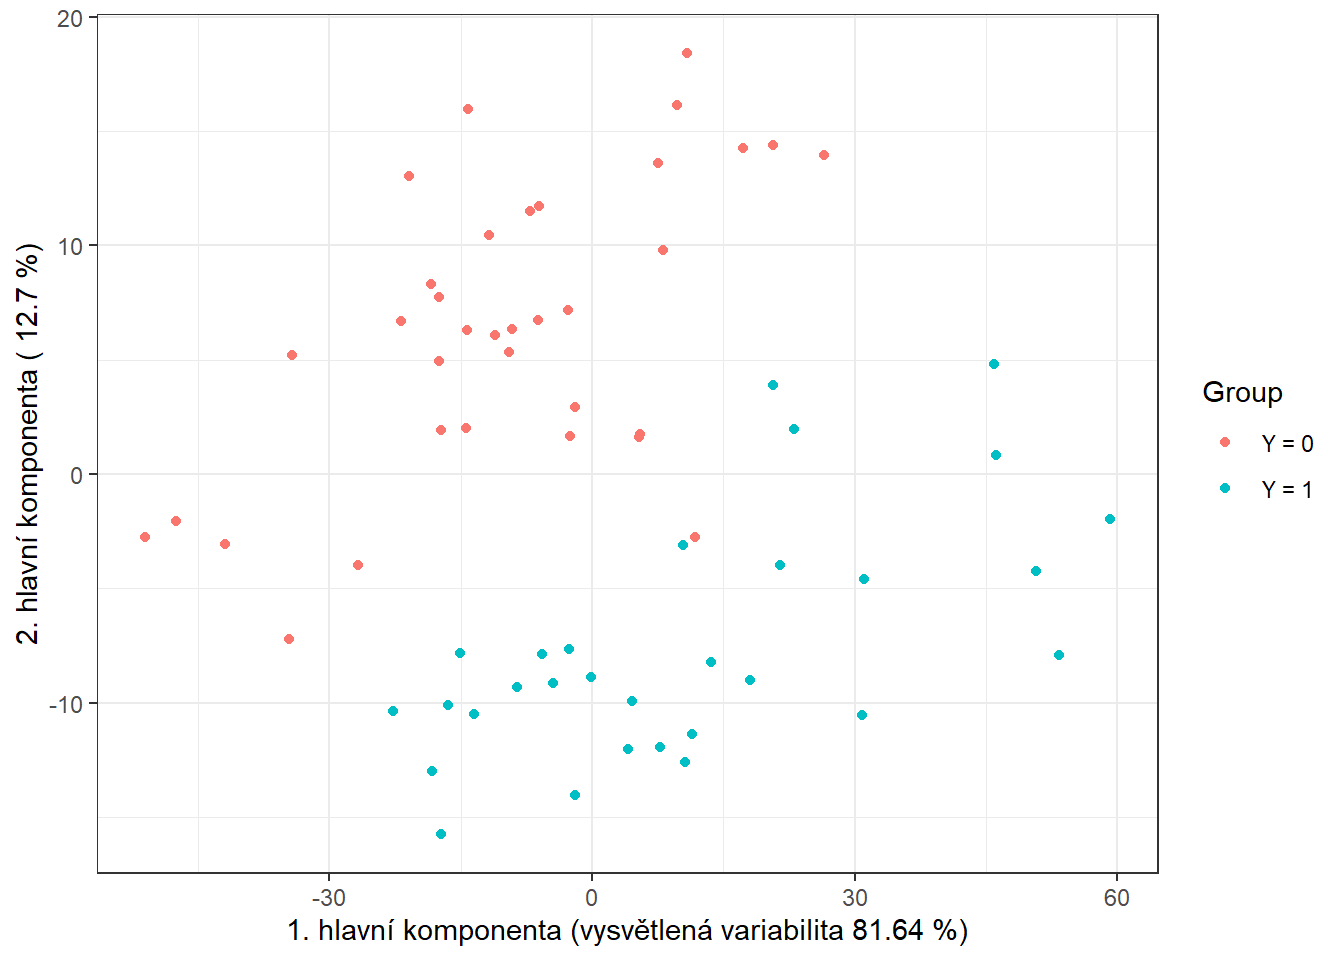 20
10
0
-10
-30
0
30
60
2. hlavní komponenta ( 12.7 %)
1. hlavní komponenta (vysvětlená variabilita 81.64 %)
Group
Y = 0
Y = 1